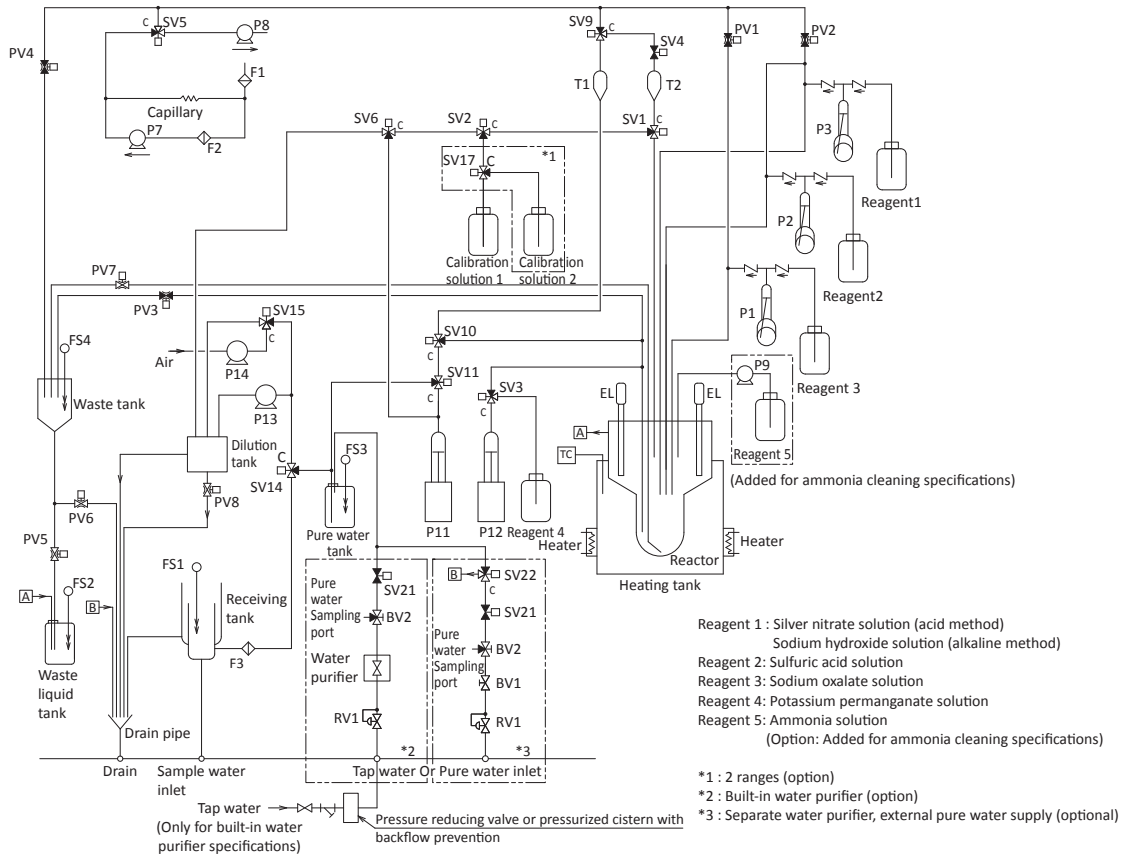 C
SV5
P8
SV9
C
PV1
PV2
SV4
PV4
F1
T1
T2
Capillary
P7
F2
SV6
C
SV2
C
SV1
C
P3
SV17
C
*1
Reagent1
P2
Calibration
solution 1
Calibration
solution 2
Reagent2
PV7
PV3
SV15
C
P1
FS4
Air
P14
SV10
C
Reagent 3
SV11
C
SV3
C
P9
EL
EL
Waste tank
P13
A
Reagent 5
Dilution
tank
FS3
TC
(Added for ammonia cleaning specifications)
C
SV14
PV8
PV6
Pure water
tank
P11
P12
Reagent 4
PV5
Heater
Heater
Reactor
Heating tank
FS1
FS2
A
B
Receiving
tank
Pure
water
Sampling
port
SV21
BV2
B
SV22
C
SV21
Pure
water
Sampling
port
BV2
BV1
Water
purifier
F3
Waste
liquid
tank
RV1
RV1
Drain pipe
*2
*3
Drain
Sample water
inlet
Tap water Or Pure water inlet
Tap water
(Only for built-in water
purifier specifications)
Pressure reducing valve or pressurized cistern with
backflow prevention
Reagent 1 : Silver nitrate solution (acid method)
Sodium hydroxide solution (alkaline method)
Reagent 2: Sulfuric acid solution
Reagent 3: Sodium oxalate solution
Reagent 4: Potassium permanganate solution
Reagent 5: Ammonia solution
(Option: Added for ammonia cleaning specifications)
*1 : 2 ranges (option)
*2 : Built-in water purifier (option)
*3 : Separate water purifier, external pure water supply (optional)